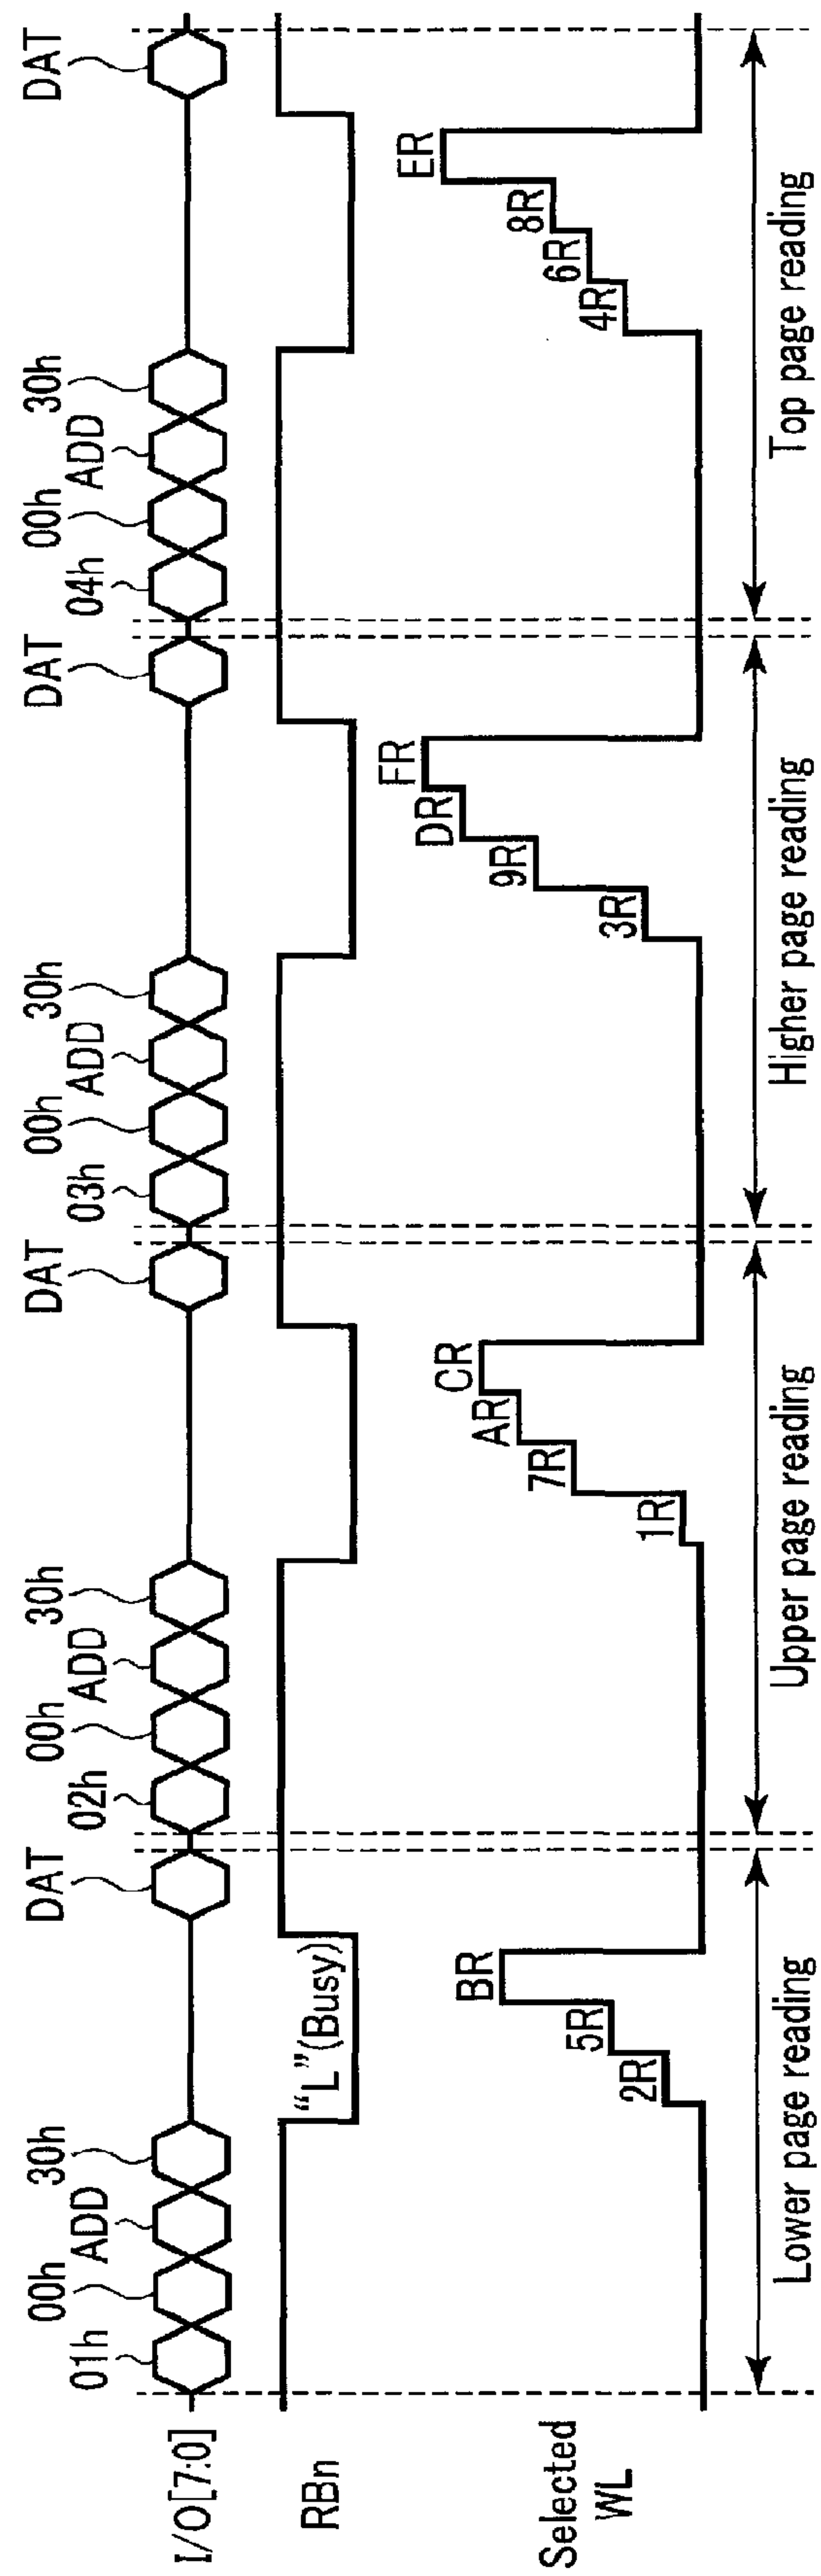 01h 00h ADD 30h DAT 02h 00h ADD 30h DAT 03h 00h ADD 30h DAT 04h 00h ADD 30h DAT
I/O[7:0]
RBn
“L”(Busy)
Selected
WL
2R 5R BR 1R 7R AR CR 3R 9R DR FR 4R 6R 8R ER
Lower page reading Upper page reading Higher page reading Top page reading